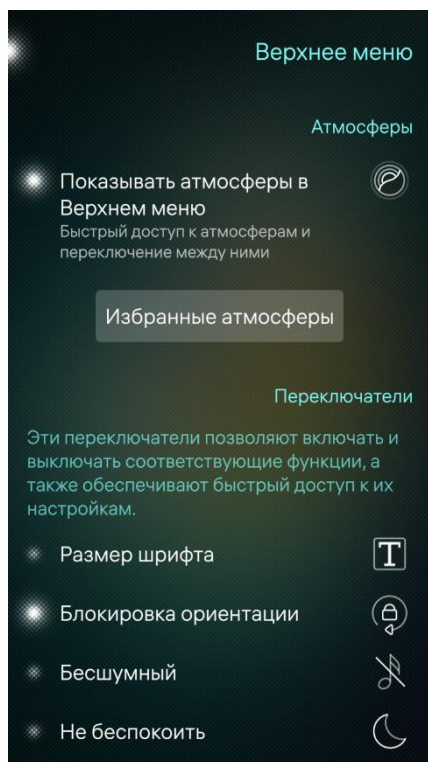 Верхнее меню
Атмосферы
Показывать атмосферы в
Верхнем меню
Быстрый доступ к атмосферам и
переключение между ними
Избранные атмосферы
Переключатели
Эти переключатели позволяют включать и
выключать соответствующие функции, а
также обеспечивают быстрый доступ к их
настройкам.
Размер шрифта
T
Блокировка ориентации
Бесшумный
Не беспокоить